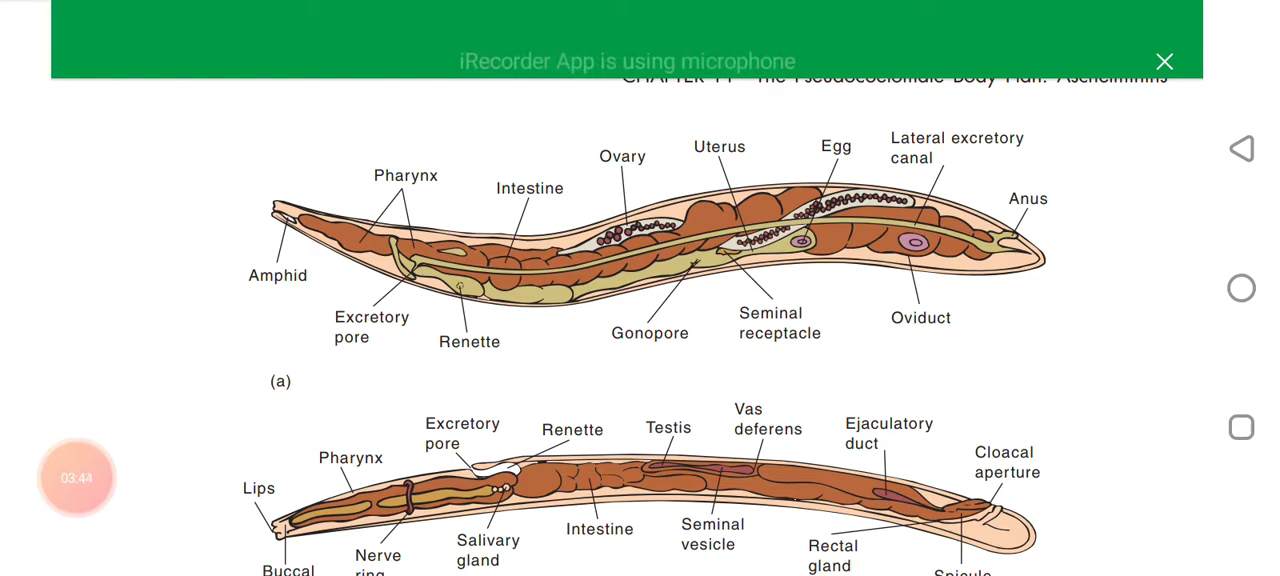 iRecorder App is using microphone
Lateral excretory
canal
Egg
Uterus
Ovary
Pharynx
Intestine
Anus
Amphid
Excretory
pore
Renette
Gonopore
Seminal
receptacle
Oviduct
(a)
Vas
deferens
Excretory
pore
Renette
Testis
Ejaculatory
duct
Cloacal
aperture
Pharynx
Lips
03:44
Intestine
Seminal
vesicle
Salivary
gland
Nerve
ring
Rectal
gland
Buccal
Spicule